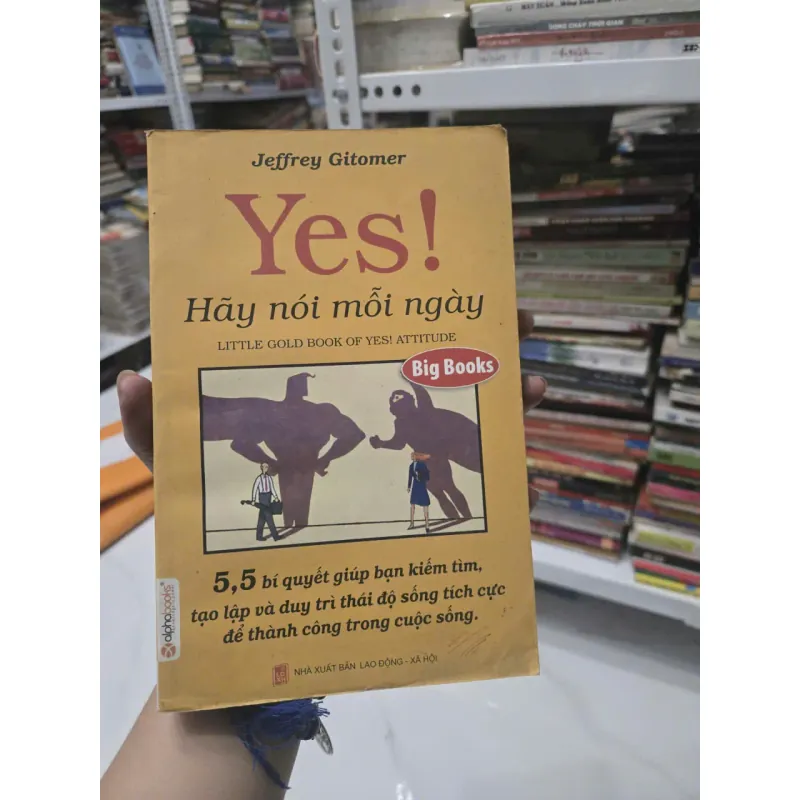 Jeffrey Gitomer
Yes!
Hãy nói mỗi ngày
LITTLE GOLD BOOK OF YES! ATTITUDE
Big Books
5,5 bí quyết giúp bạn kiếm tìm,
tạo lập và duy trì thái độ sống tích cực
để thành công trong cuộc sống.
alphabooks
NHÀ XUẤT BẢN LAO ĐỘNG - XÃ HỘI